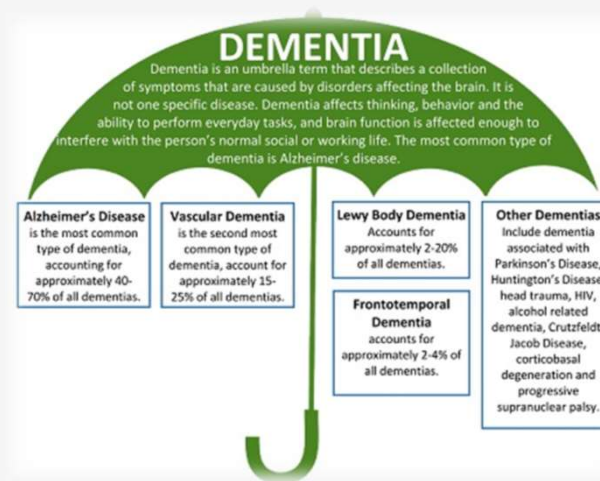 DEMENTIA
Dementia is an umbrella term that describes a collection
of symptoms that are caused by disorders affecting the brain. It is
not one specific disease. Dementia affects thinking, behavior and the
ability to perform everyday tasks, and brain function is affected enough to
interfere with the person's normal social or working life. The most common type of
dementia is Alzheimer's disease.
Alzheimer's Disease
is the most common
type of dementia,
accounting for
approximately 40-
70% of all dementias.
Vascular Dementia
is the second most
common type of
dementia, account for
approximately 15-
25% of all dementias.
Lewy Body Dementia
Accounts for
approximately 2-20%
of all dementias.
Frontotemporal
Dementia
accounts for
approximately 2-4% of
all dementias.
Other Dementias
Include dementia
associated with
Parkinson's Disease,
Huntington's Disease
head trauma, HIV,
alcohol related
dementia, Crutzfeldt
Jacob Disease,
corticobasal
degeneration and
progressive
supranuclear palsy.